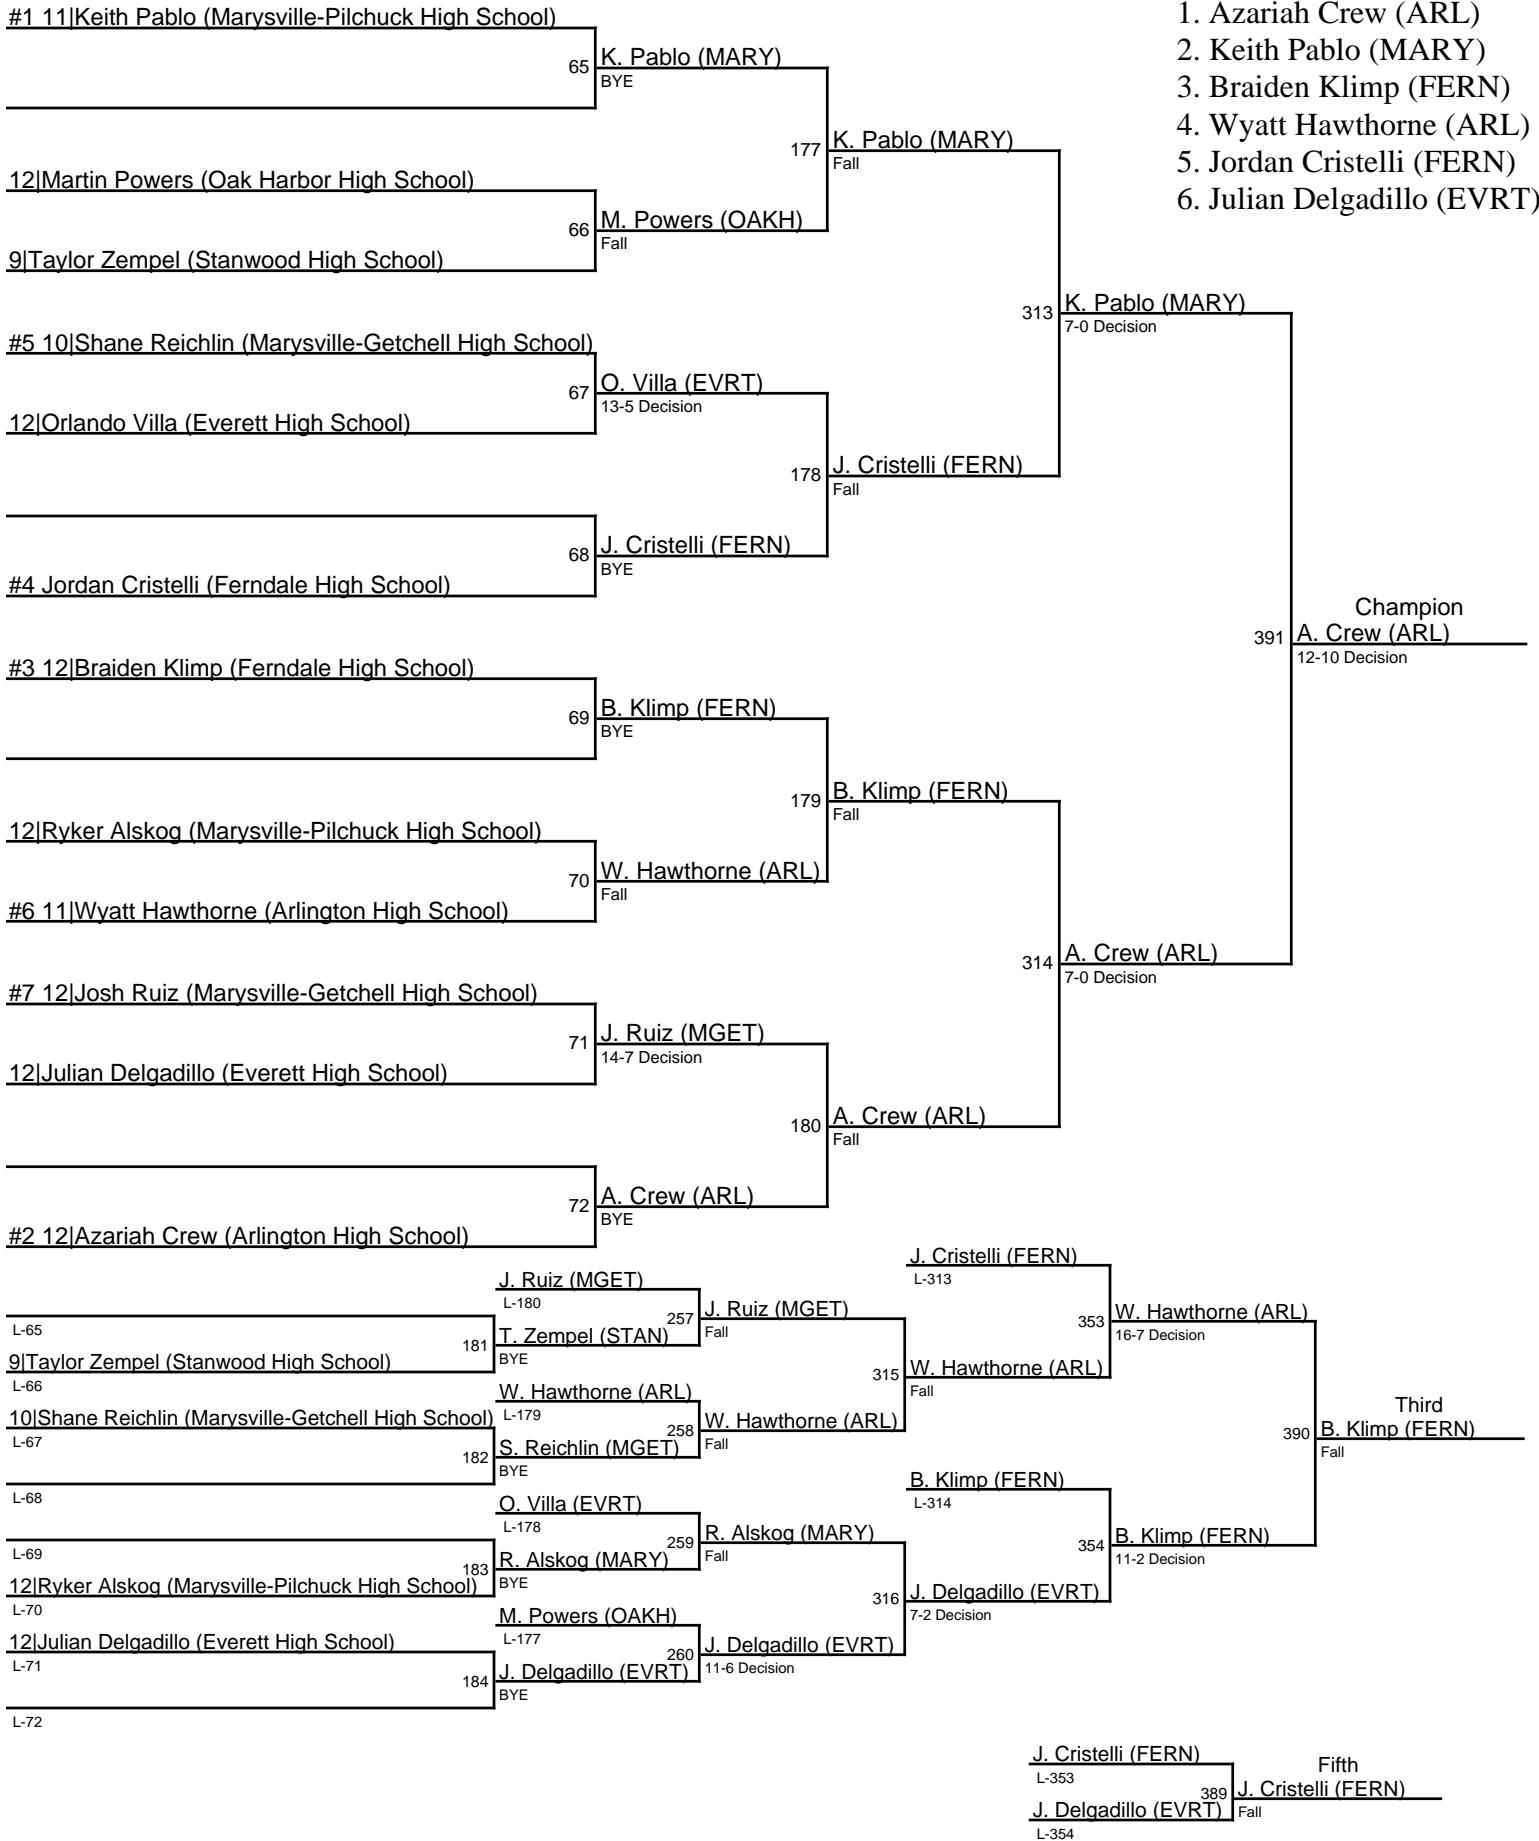 #1 11|Keith Pablo (Marysville-Pilchuck High School)
65
K. Pablo (MARY)
BYE
12|Martin Powers (Oak Harbor High School)
66
M. Powers (OAKH)
Fall
9|Taylor Zempel (Stanwood High School)
177
K. Pablo (MARY)
Fall
#5 10|Shane Reichlin (Marysville-Getchell High School)
67
O. Villa (EVRT)
13-5 Decision
12|Orlando Villa (Everett High School)
178
J. Cristelli (FERN)
Fall
68
J. Cristelli (FERN)
BYE
#4 Jordan Cristelli (Ferndale High School)
313
K. Pablo (MARY)
7-0 Decision
#3 12|Braiden Klimp (Ferndale High School)
69
B. Klimp (FERN)
BYE
179
B. Klimp (FERN)
Fall
12|Ryker Alskog (Marysville-Pilchuck High School)
70
W. Hawthorne (ARL)
Fall
#6 11|Wyatt Hawthorne (Arlington High School)
314
A. Crew (ARL)
7-0 Decision
#7 12|Josh Ruiz (Marysville-Getchell High School)
71
J. Ruiz (MGET)
14-7 Decision
12|Julian Delgadillo (Everett High School)
180
A. Crew (ARL)
Fall
72
A. Crew (ARL)
BYE
#2 12|Azariah Crew (Arlington High School)
Champion
391
A. Crew (ARL)
12-10 Decision
1. Azariah Crew (ARL)
2. Keith Pablo (MARY)
3. Braiden Klimp (FERN)
4. Wyatt Hawthorne (ARL)
5. Jordan Cristelli (FERN)
6. Julian Delgadillo (EVRT)
L-65
181
9|Taylor Zempel (Stanwood High School)
L-66
10|Shane Reichlin (Marysville-Getchell High School)
L-67
182
L-68
L-69
183
12|Ryker Alskog (Marysville-Pilchuck High School)
L-70
12|Julian Delgadillo (Everett High School)
L-71
184
L-72
J. Ruiz (MGET)
L-180
257
T. Zempel (STAN)
BYE
W. Hawthorne (ARL)
L-179
258
S. Reichlin (MGET)
BYE
O. Villa (EVRT)
L-178
259
R. Alskog (MARY)
BYE
M. Powers (OAKH)
L-177
260
J. Delgadillo (EVRT)
BYE
J. Ruiz (MGET)
Fall
315
W. Hawthorne (ARL)
Fall
R. Alskog (MARY)
Fall
316
J. Delgadillo (EVRT)
11-6 Decision
J. Cristelli (FERN)
L-313
353
W. Hawthorne (ARL)
Fall
B. Klimp (FERN)
L-314
354
J. Delgadillo (EVRT)
7-2 Decision
W. Hawthorne (ARL)
16-7 Decision
390
B. Klimp (FERN)
11-2 Decision
Third
B. Klimp (FERN)
Fall
J. Cristelli (FERN)
L-353
389
J. Delgadillo (EVRT)
L-354
Fifth
J. Cristelli (FERN)
Fall